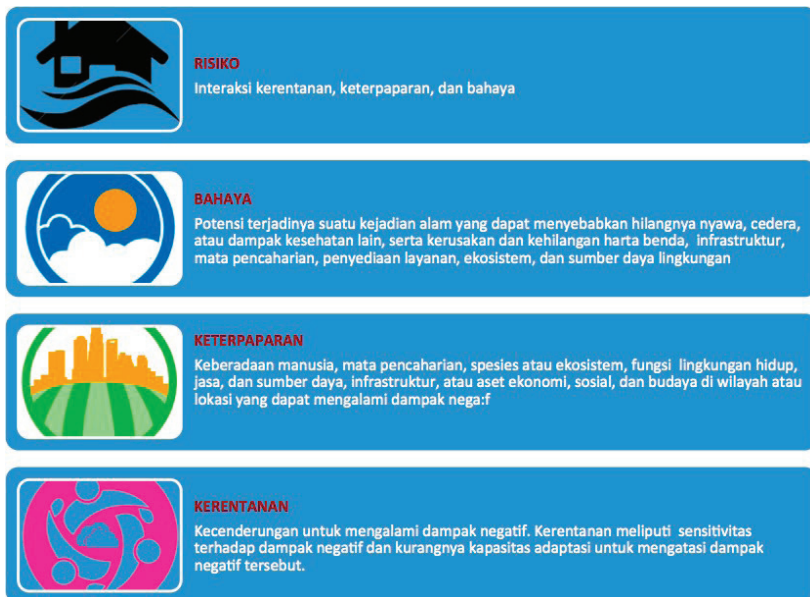 RISIKO
Interaksi kerentanan, keterpaparan, dan bahaya
BAHAYA
Potensi terjadinya suatu kejadian alam yang dapat menyebabkan hilangnya nyawa, cedera,
atau dampak kesehatan lain, serta kerusakan dan kehilangan harta benda, infrastruktur,
mata pencaharian, penyediaan layanan, ekosistem, dan sumber daya lingkungan
KETERPAPARAN
Keberadaan manusia, mata pencaharian, spesies atau ekosistem, fungsi lingkungan hidup,
jasa, dan sumber daya, infrastruktur, atau aset ekonomi, sosial, dan budaya di wilayah atau
lokasi yang dapat mengalami dampak nega:f
KERENTANAN
Kecenderungan untuk mengalami dampak negatif. Kerentanan meliputi sensitivitas
terhadap dampak negatif dan kurangnya kapasitas adaptasi untuk mengatasi dampak
negatif tersebut.